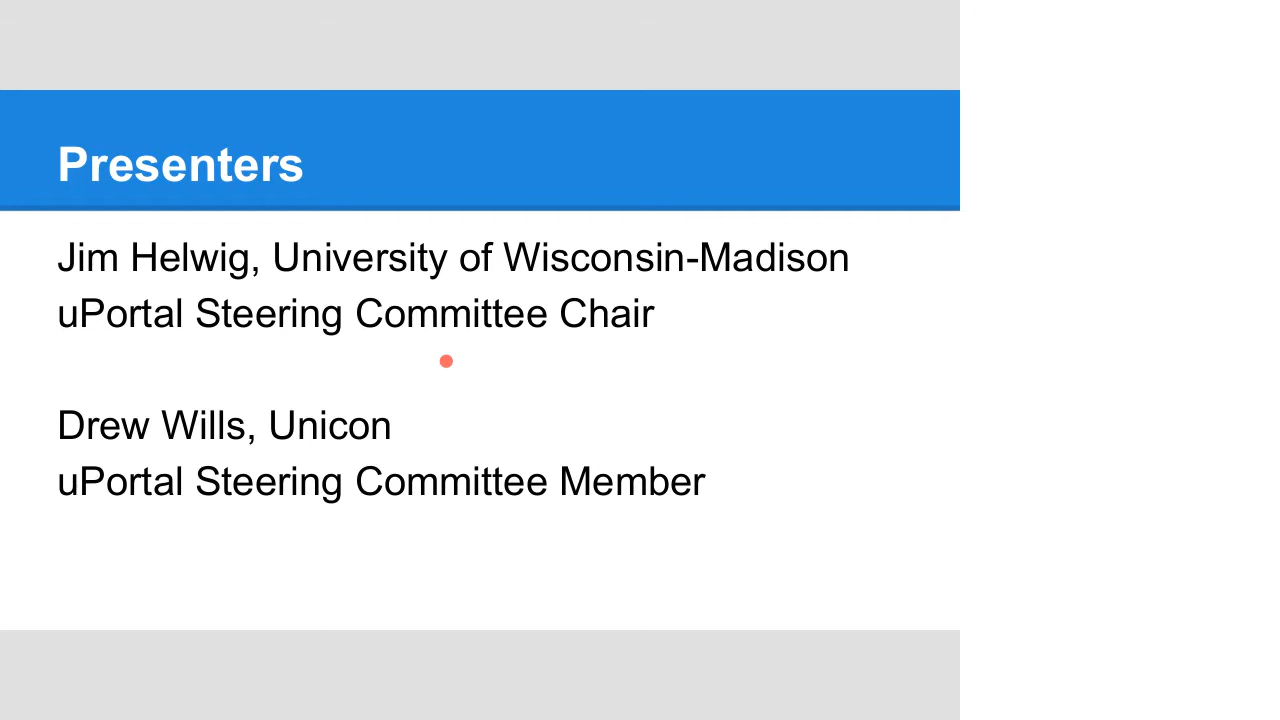 Presenters
Jim Helwig, University of Wisconsin-Madison
uPortal Steering Committee Chair
Drew Wills, Unicon
uPortal Steering Committee Member